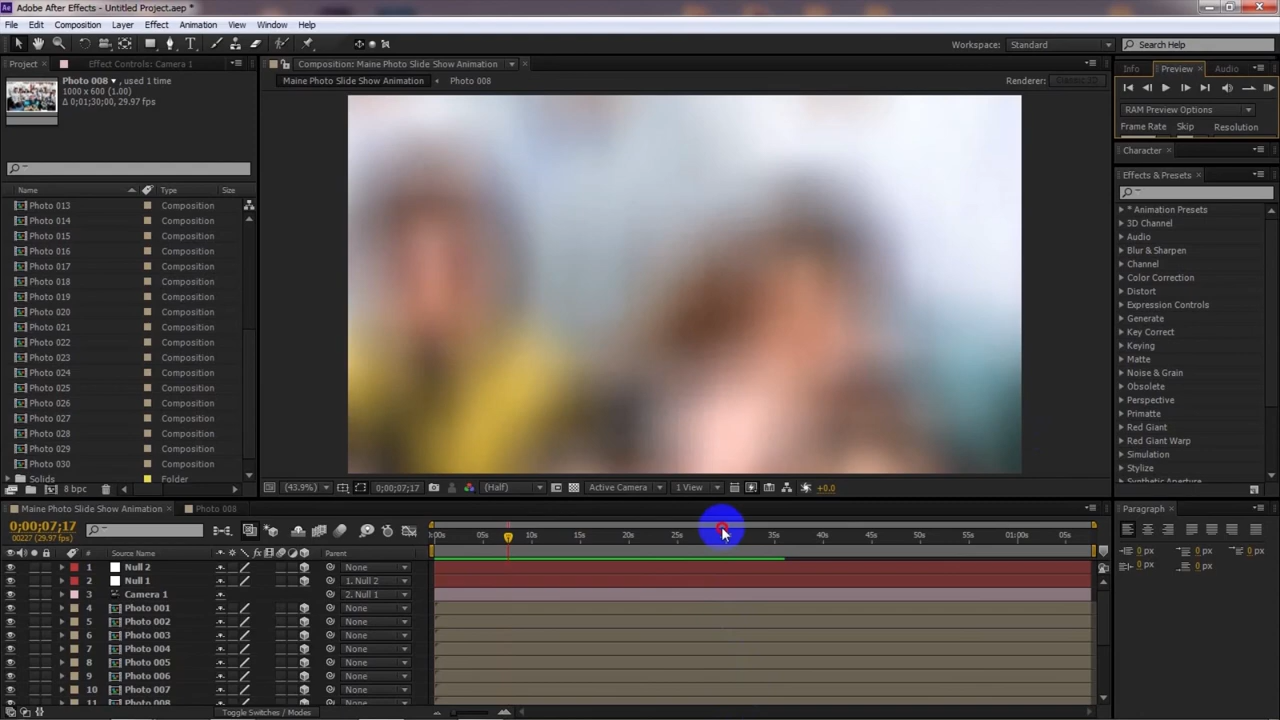 Adobe After Effects - Untitled Project.aep *
File Edit Composition Layer Effect Animation View Window Help
Workspace: Standard Search Help
Project Effect Controls: Camera 1 Composition: Maine Photo Slide Show Animation Info Preview Audio
Photo 008 , used 1 time
1000 x 600 (1.00)
Δ 0;01;30;00, 29.97 fps
Maine Photo Slide Show Animation Photo 008 Renderer: Classic 3D
RAM Preview Options
Frame Rate Skip Resolution
Character
Effects & Presets
Name Type Size
Photo 013 Composition
Photo 014 Composition
Photo 015 Composition
Photo 016 Composition
Photo 017 Composition
Photo 018 Composition
Photo 019 Composition
Photo 020 Composition
Photo 021 Composition
Photo 022 Composition
Photo 023 Composition
Photo 024 Composition
Photo 025 Composition
Photo 026 Composition
Photo 027 Composition
Photo 028 Composition
Photo 029 Composition
Photo 030 Composition
Solids Folder
8 bpc
* Animation Presets
3D Channel
Audio
Blur & Sharpen
Channel
Color Correction
Distort
Expression Controls
Generate
Key Correct
Keying
Matte
Noise & Grain
Obsolete
Perspective
Primatte
Red Giant
Red Giant Warp
Simulation
Stylize
(43.9%) 0;00;07;17 (Half) Active Camera 1 View +0.0
Maine Photo Slide Show Animation Photo 008
0;00;07;17
00227 (29.97 fps)
0:00s 05s 10s 15s 20s 25s 35s 40s 45s 50s 55s 01:00s 05s
# Source Name Parent
1 Null 2 None
2 Null 1 1. Null 2
3 Camera 1 2. Null 1
4 Photo 001 None
5 Photo 002 None
6 Photo 003 None
7 Photo 004 None
8 Photo 005 None
9 Photo 006 None
10 Photo 007 None
11 Photo 008 None
Toggle Switches / Modes
Paragraph
0 px 0 px 0 px
0 px 0 px